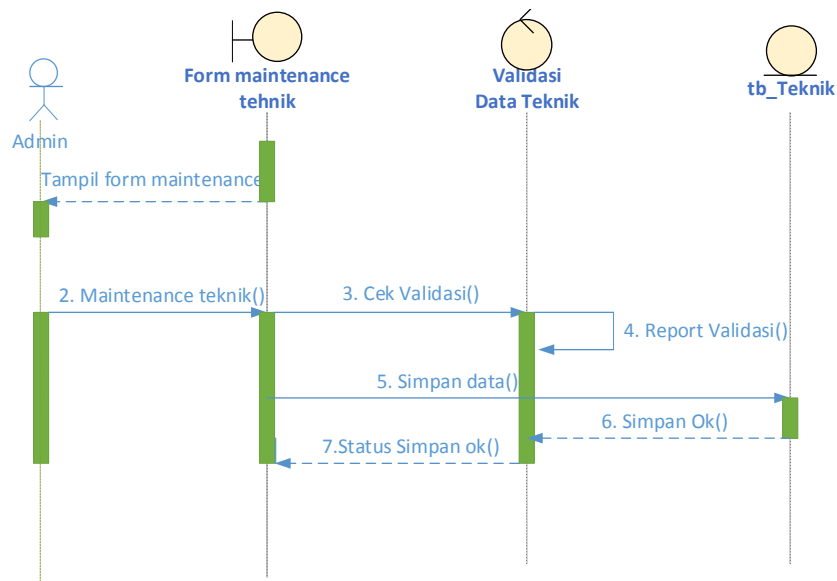 Form maintenance
tehnik
Validasi
Data Teknik
tb_Teknik
Admin
Tampil form maintenance
2. Maintenance teknik()
3. Cek Validasi()
4. Report Validasi()
5. Simpan data()
6. Simpan Ok()
7.Status Simpan ok()